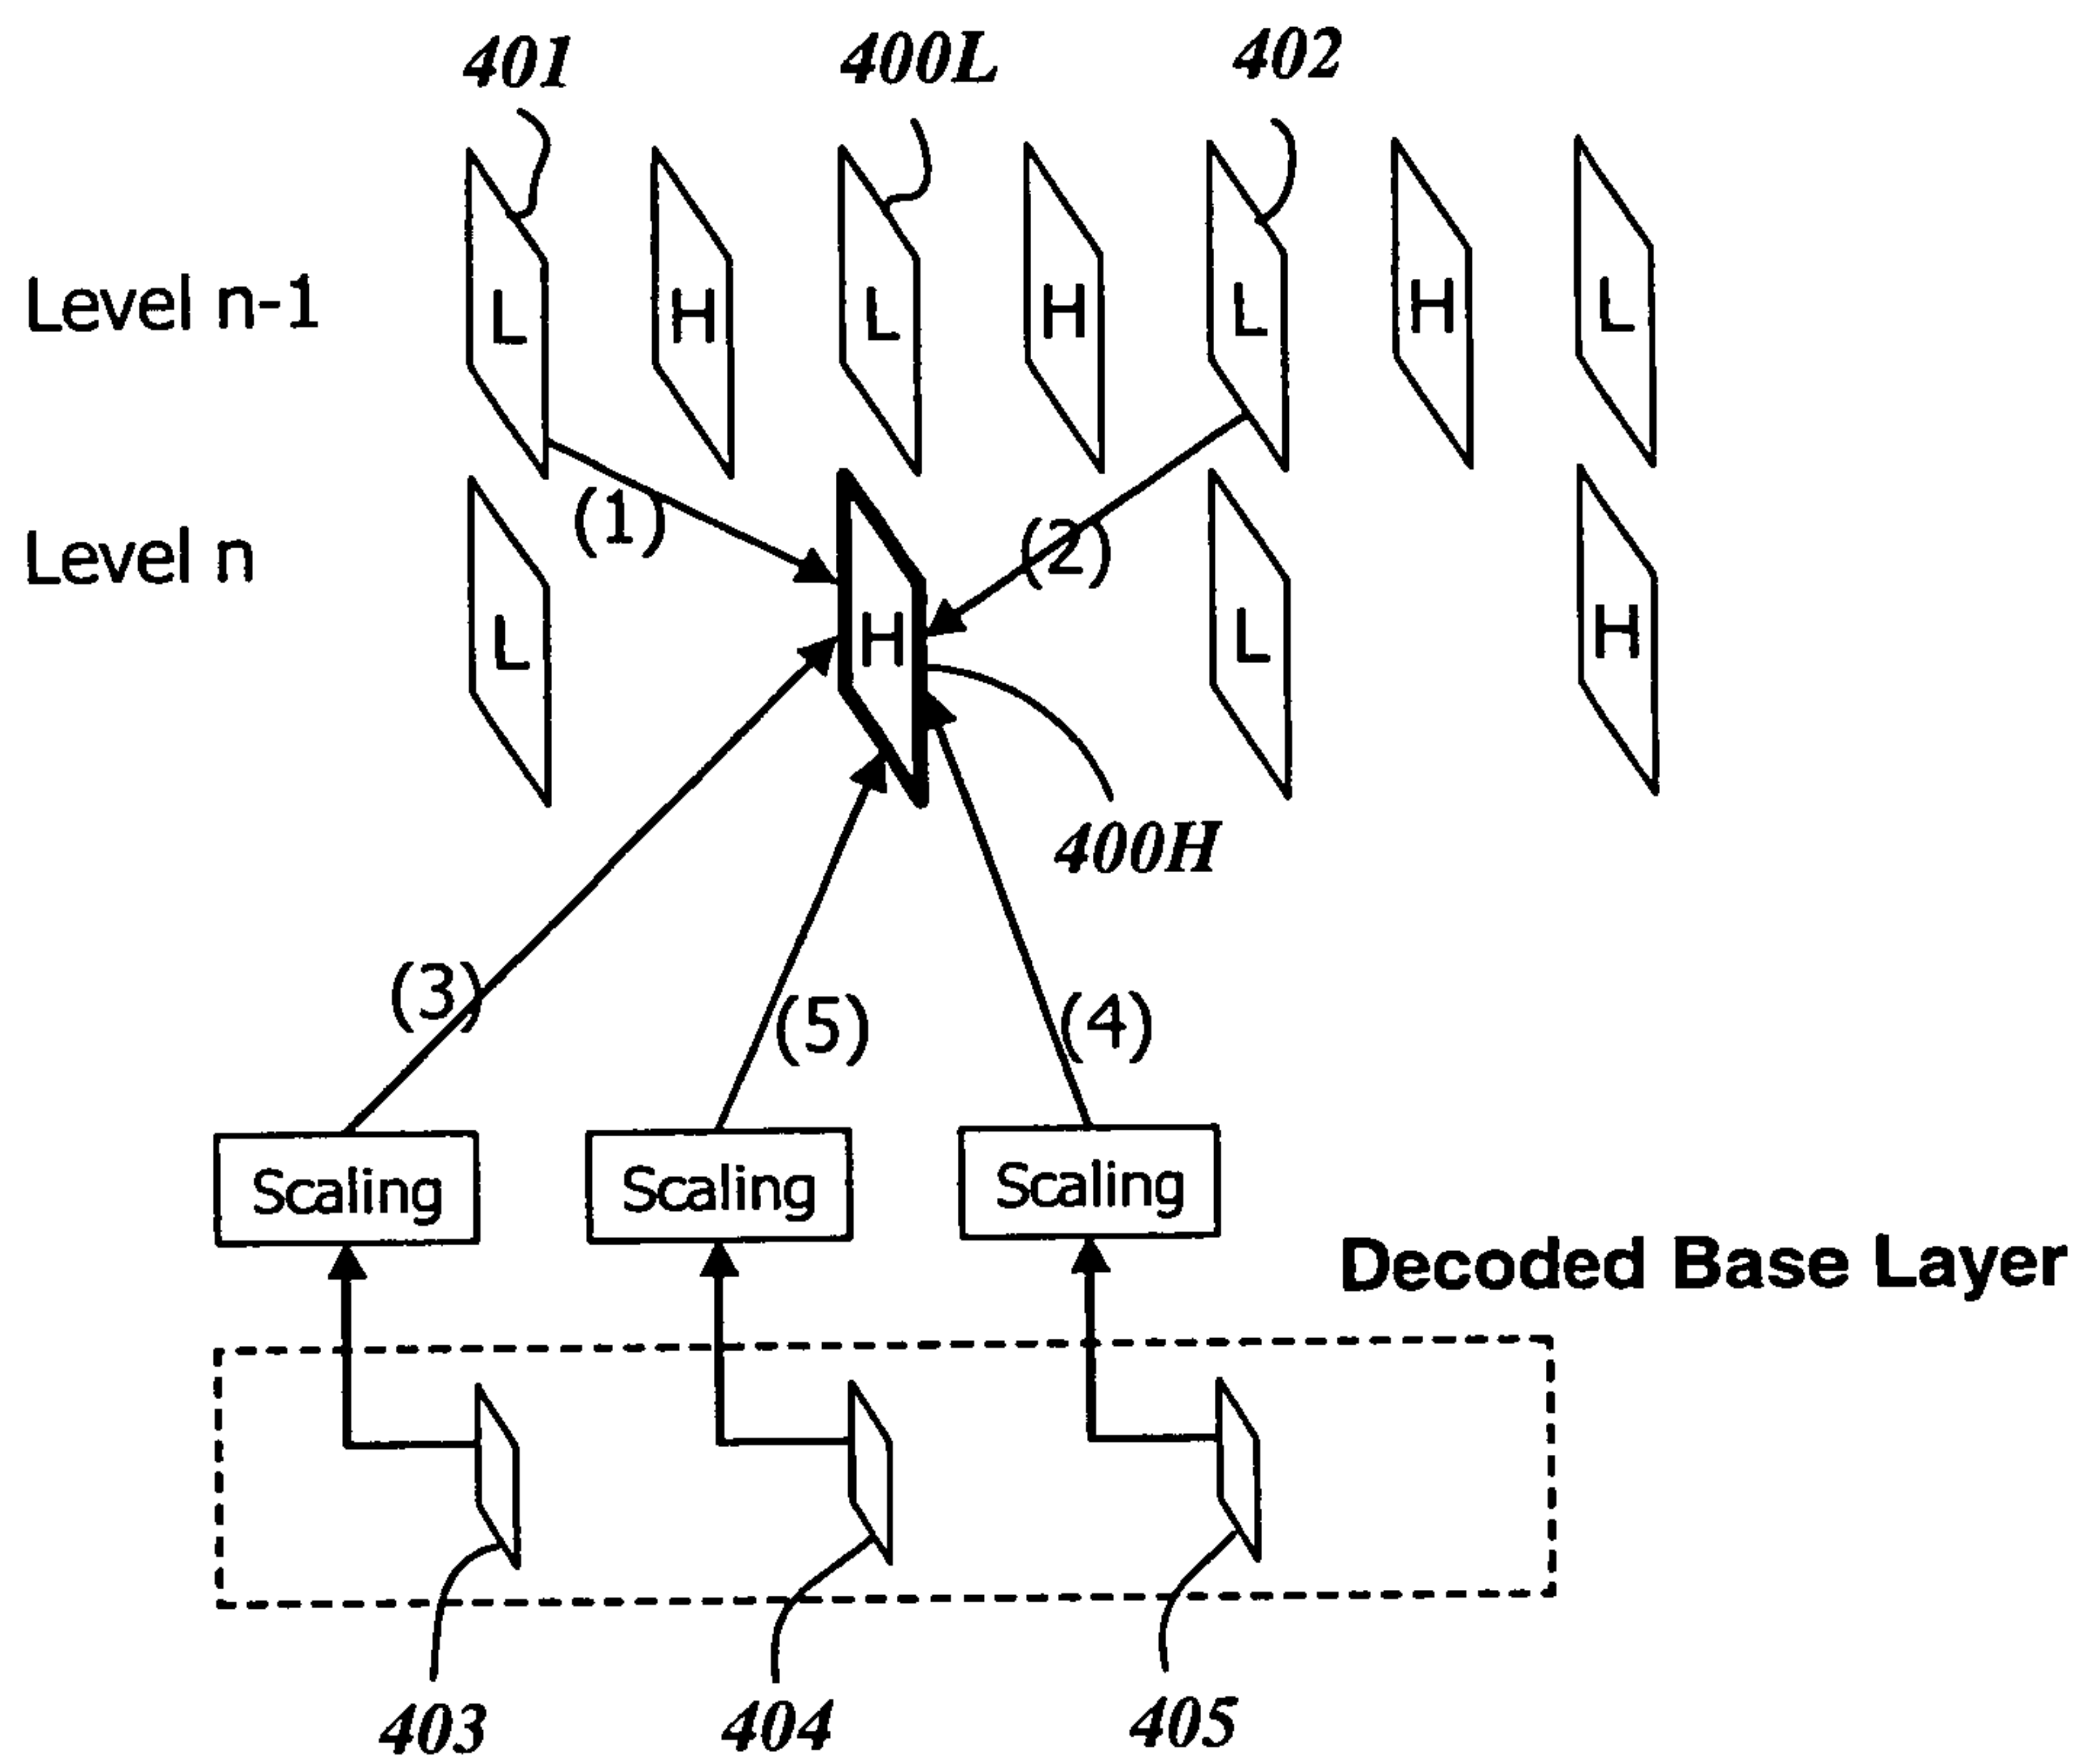 401 400L 402
Level n-1 L H L H L H L
(1) (2)
Level n L H L H
400H
(3) (5) (4)
Scaling Scaling Scaling
Decoded Base Layer
403 404 405